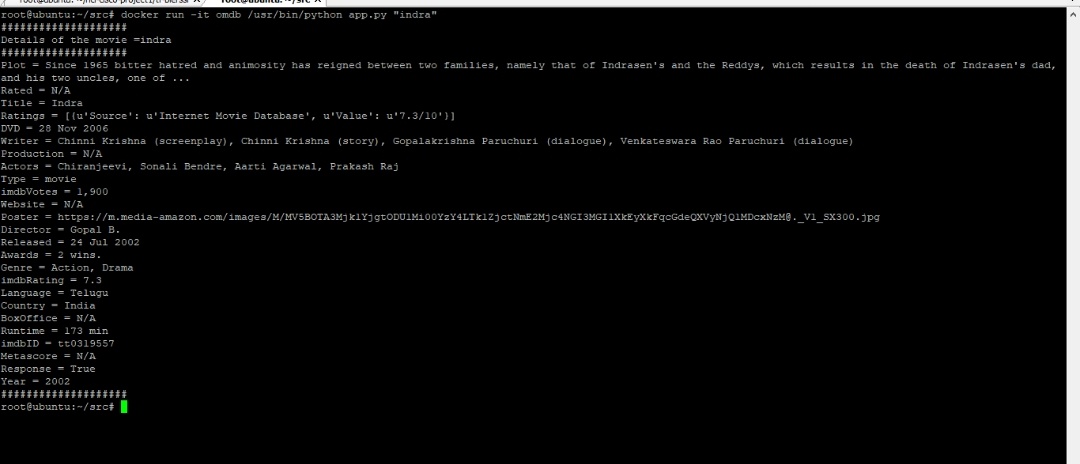 root@ubuntu:~/src# docker run -it omdb /usr/bin/python app.py "indra"
####################
Details of the movie =indra
####################
Plot = Since 1965 bitter hatred and animosity has reigned between two families, namely that of Indrasen's and the Reddys, which results in the death of Indrasen's dad,
and his two uncles, one of ...
Rated = N/A
Title = Indra
Ratings = [{u'Source': u'Internet Movie Database', u'Value': u'7.3/10'}]
DVD = 28 Nov 2006
Writer = Chinni Krishna (screenplay), Chinni Krishna (story), Gopalakrishna Paruchuri (dialogue), Venkateswara Rao Paruchuri (dialogue)
Production = N/A
Actors = Chiranjeevi, Sonali Bendre, Aarti Agarwal, Prakash Raj
Type = movie
imdbVotes = 1,900
Website = N/A
Poster = https://m.media-amazon.com/images/M/MV5BOTA3Mjk1YjgtODU1Mi00YzY4LTk1ZjctNmE2Mjc4NGI3MGI1XkEyXkFqcGdeQXVyNjQ1MDcxNzM@._V1_SX300.jpg
Director = Gopal B.
Released = 24 Jul 2002
Awards = 2 wins.
Genre = Action, Drama
imdbRating = 7.3
Language = Telugu
Country = India
BoxOffice = N/A
Runtime = 173 min
imdbID = tt0319557
Metascore = N/A
Response = True
Year = 2002
####################
root@ubuntu:~/src#